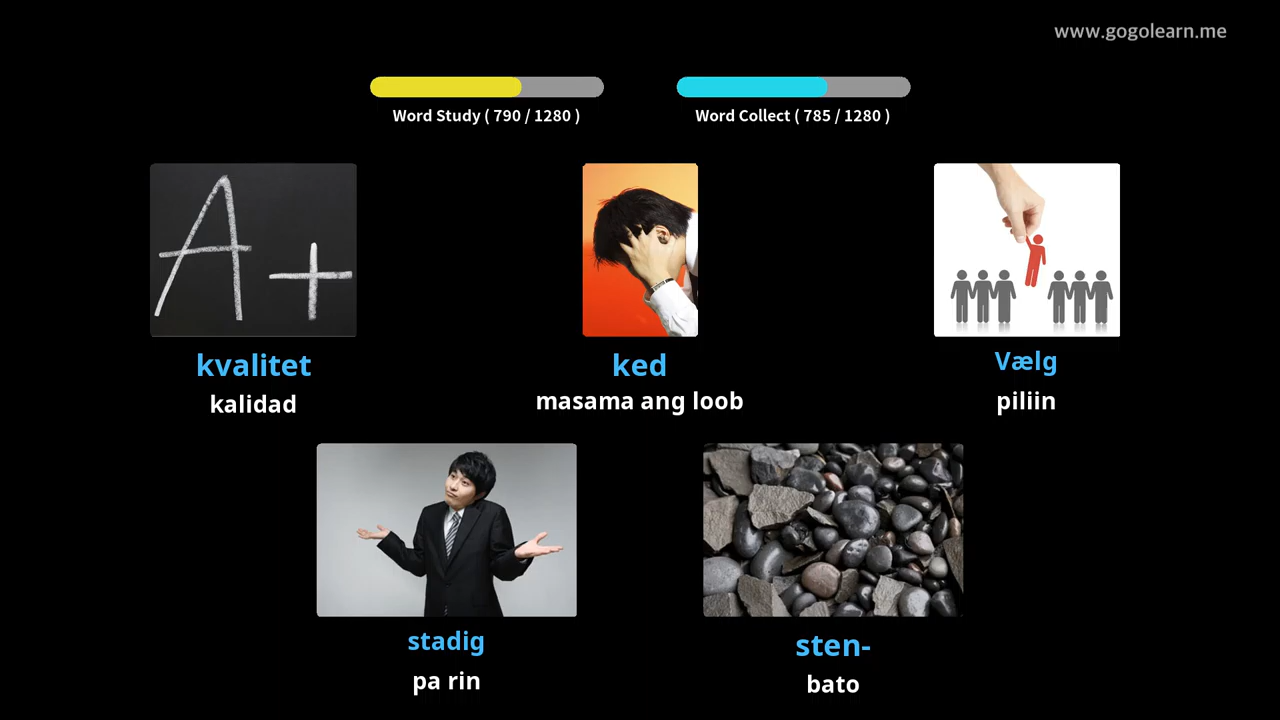 www.gogolearn.me
Word Study ( 790 / 1280 )
Word Collect ( 785 / 1280 )
A+
kvalitet
kalidad
ked
masama ang loob
Vælg
piliin
stadig
pa rin
sten-
bato